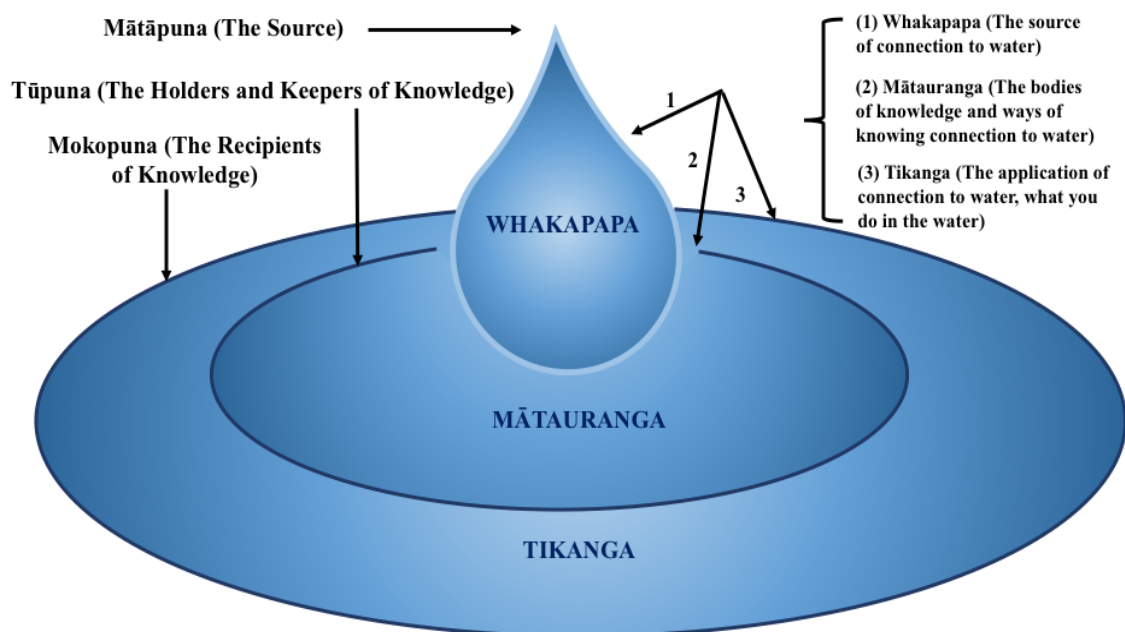 Mātāpuna (The Source)
Tūpuna (The Holders and Keepers of Knowledge)
Mokopuna (The Recipients
of Knowledge)
(1) Whakapapa (The source
of connection to water)
(2) Mātauranga (The bodies
of knowledge and ways of
knowing connection to water)
(3) Tikanga (The application of
connection to water, what you
do in the water)
1
2
3
WHAKAPAPA
MĀTAURANGA
TIKANGA